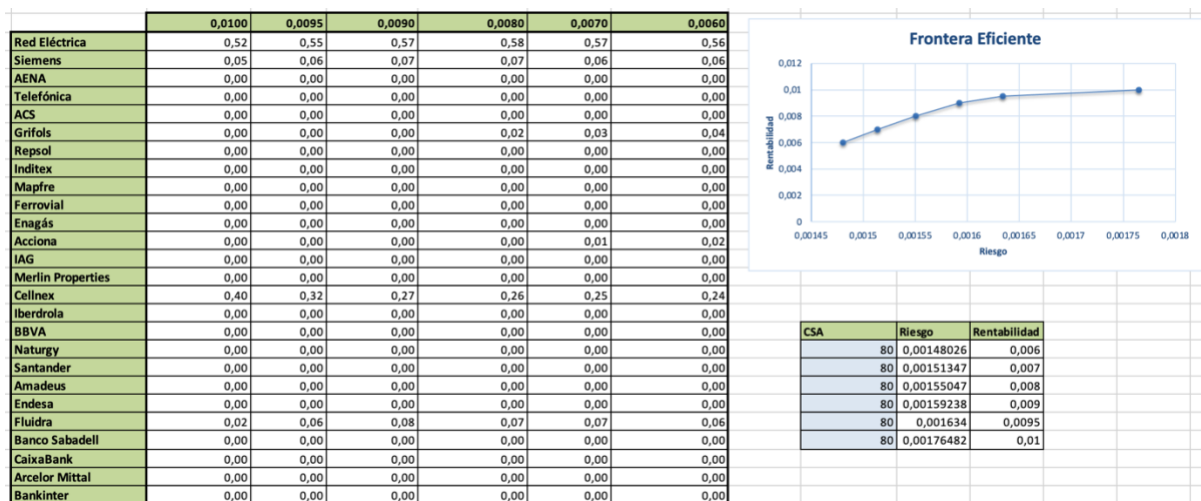 0,0100 0,0095 0,0090 0,0080 0,0070 0,0060
Red Eléctrica 0,52 0,55 0,57 0,58 0,57 0,56
Siemens 0,05 0,06 0,07 0,07 0,06 0,06
AENA 0,00 0,00 0,00 0,00 0,00 0,00
Telefónica 0,00 0,00 0,00 0,00 0,00 0,00
ACS 0,00 0,00 0,00 0,00 0,00 0,00
Grifols 0,00 0,00 0,00 0,02 0,03 0,04
Repsol 0,00 0,00 0,00 0,00 0,00 0,00
Inditex 0,00 0,00 0,00 0,00 0,00 0,00
Mapfre 0,00 0,00 0,00 0,00 0,00 0,00
Ferrovial 0,00 0,00 0,00 0,00 0,00 0,00
Enagás 0,00 0,00 0,00 0,00 0,00 0,00
Acciona 0,00 0,00 0,00 0,00 0,01 0,02
IAG 0,00 0,00 0,00 0,00 0,00 0,00
Merlin Properties 0,00 0,00 0,00 0,00 0,00 0,00
Cellnex 0,40 0,32 0,27 0,26 0,25 0,24
Iberdrola 0,00 0,00 0,00 0,00 0,00 0,00
BBVA 0,00 0,00 0,00 0,00 0,00 0,00
Naturgy 0,00 0,00 0,00 0,00 0,00 0,00
Santander 0,00 0,00 0,00 0,00 0,00 0,00
Amadeus 0,00 0,00 0,00 0,00 0,00 0,00
Endesa 0,00 0,00 0,00 0,00 0,00 0,00
Fluidra 0,02 0,06 0,08 0,07 0,07 0,06
Banco Sabadell 0,00 0,00 0,00 0,00 0,00 0,00
CaixaBank 0,00 0,00 0,00 0,00 0,00 0,00
Arcelor Mittal 0,00 0,00 0,00 0,00 0,00 0,00
Bankinter 0,00 0,00 0,00 0,00 0,00 0,00
Frontera Eficiente
Rentabilidad
0,012
0,01
0,008
0,006
0,004
0,002
0
0,00145 0,0015 0,00155 0,0016 0,00165 0,0017 0,00175 0,0018
Riesgo
CSA Riesgo Rentabilidad
80 0,00148026 0,006
80 0,00151347 0,007
80 0,00155047 0,008
80 0,00159238 0,009
80 0,001634 0,0095
80 0,00176482 0,01